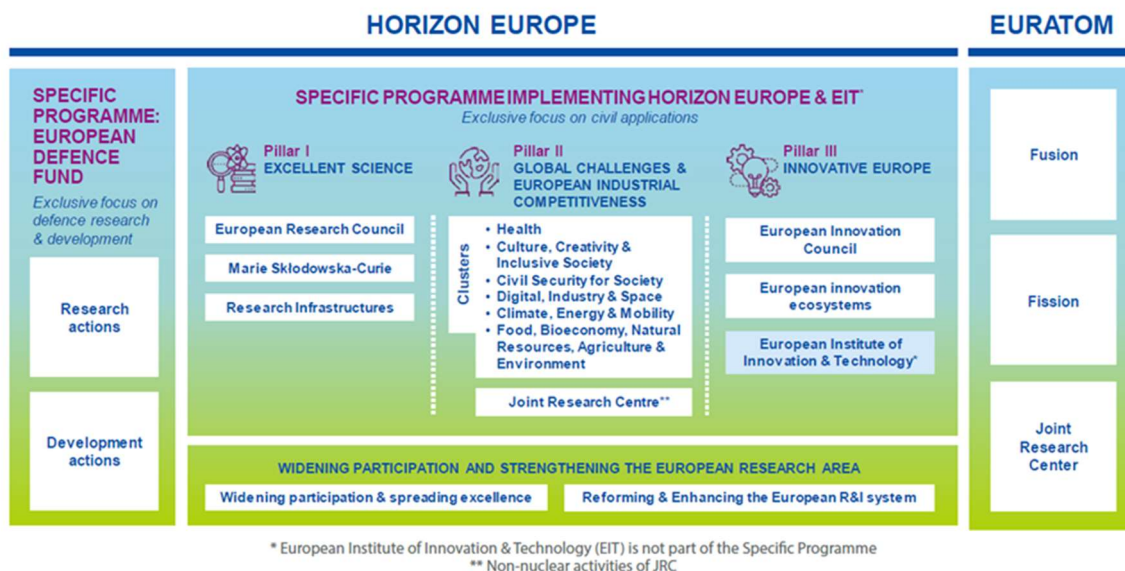 HORIZON EUROPE
EURATOM
SPECIFIC
PROGRAMME:
EUROPEAN
DEFENCE
FUND
Exclusive focus on
defence research
& development
Research
actions
Development
actions
SPECIFIC PROGRAMME IMPLEMENTING HORIZON EUROPE & EIT*
Exclusive focus on civil applications
Pillar I
EXCELLENT SCIENCE
European Research Council
Marie Skłodowska-Curie
Research Infrastructures
Pillar II
GLOBAL CHALLENGES &
EUROPEAN INDUSTRIAL
COMPETITIVENESS
Clusters
• Health
• Culture, Creativity &
Inclusive Society
• Civil Security for Society
• Digital, Industry & Space
• Climate, Energy & Mobility
• Food, Bioeconomy, Natural
Resources, Agriculture &
Environment
Joint Research Centre**
Pillar III
INNOVATIVE EUROPE
European Innovation
Council
European innovation
ecosystems
European Institute of
Innovation & Technology*
WIDENING PARTICIPATION AND STRENGTHENING THE EUROPEAN RESEARCH AREA
Widening participation & spreading excellence
Reforming & Enhancing the European R&I system
Fusion
Fission
Joint
Research
Center
* European Institute of Innovation & Technology (EIT) is not part of the Specific Programme
** Non-nuclear activities of JRC